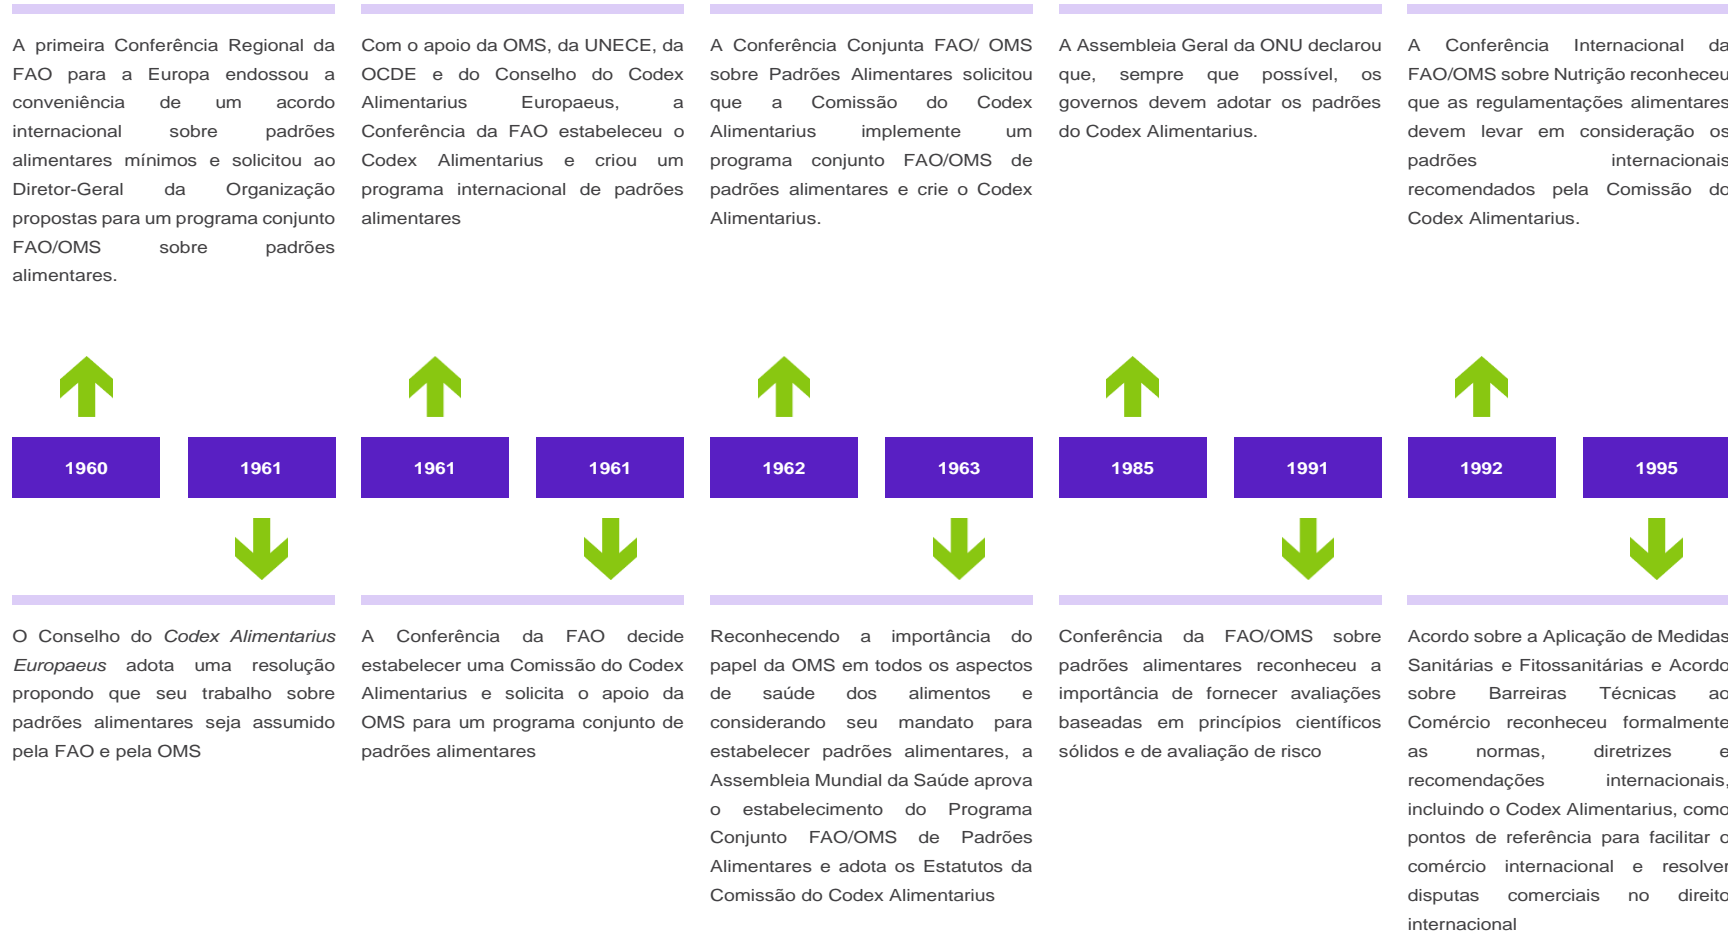 A primeira Conferência Regional da
FAO para a Europa endossou a
conveniência de um acordo
internacional sobre padrões
alimentares mínimos e solicitou ao
Diretor-Geral da Organização
propostas para um programa conjunto
FAO/OMS sobre padrões
alimentares.
Com o apoio da OMS, da UNECE, da
OCDE e do Conselho do Codex
Alimentarius Europaeus, a
Conferência da FAO estabeleceu o
Codex Alimentarius e criou um
programa internacional de padrões
alimentares
A Conferência Conjunta FAO/ OMS
sobre Padrões Alimentares solicitou
que a Comissão do Codex
Alimentarius implemente um
programa conjunto FAO/OMS de
padrões alimentares e crie o Codex
Alimentarius.
A Assembleia Geral da ONU declarou
que, sempre que possível, os
governos devem adotar os padrões
do Codex Alimentarius.
A Conferência Internacional da
FAO/OMS sobre Nutrição reconheceu
que as regulamentações alimentares
devem levar em consideração os
padrões internacionais
recomendados pela Comissão do
Codex Alimentarius.
1960
1961
1961
1961
1962
1963
1985
1991
1992
1995
O Conselho do Codex Alimentarius
Europaeus adota uma resolução
propondo que seu trabalho sobre
padrões alimentares seja assumido
pela FAO e pela OMS
A Conferência da FAO decide
estabelecer uma Comissão do Codex
Alimentarius e solicita o apoio da
OMS para um programa conjunto de
padrões alimentares
Reconhecendo a importância do
papel da OMS em todos os aspectos
de saúde dos alimentos e
considerando seu mandato para
estabelecer padrões alimentares, a
Assembleia Mundial da Saúde aprova
o estabelecimento do Programa
Conjunto FAO/OMS de Padrões
Alimentares e adota os Estatutos da
Comissão do Codex Alimentarius
Conferência da FAO/OMS sobre
padrões alimentares reconheceu a
importância de fornecer avaliações
baseadas em princípios científicos
sólidos e de avaliação de risco
Acordo sobre a Aplicação de Medidas
Sanitárias e Fitossanitárias e Acordo
sobre Barreiras Técnicas ao
Comércio reconheceu formalmente
as normas, diretrizes e
recomendações internacionais,
incluindo o Codex Alimentarius, como
pontos de referência para facilitar o
comércio internacional e resolver
disputas comerciais no direito
internacional